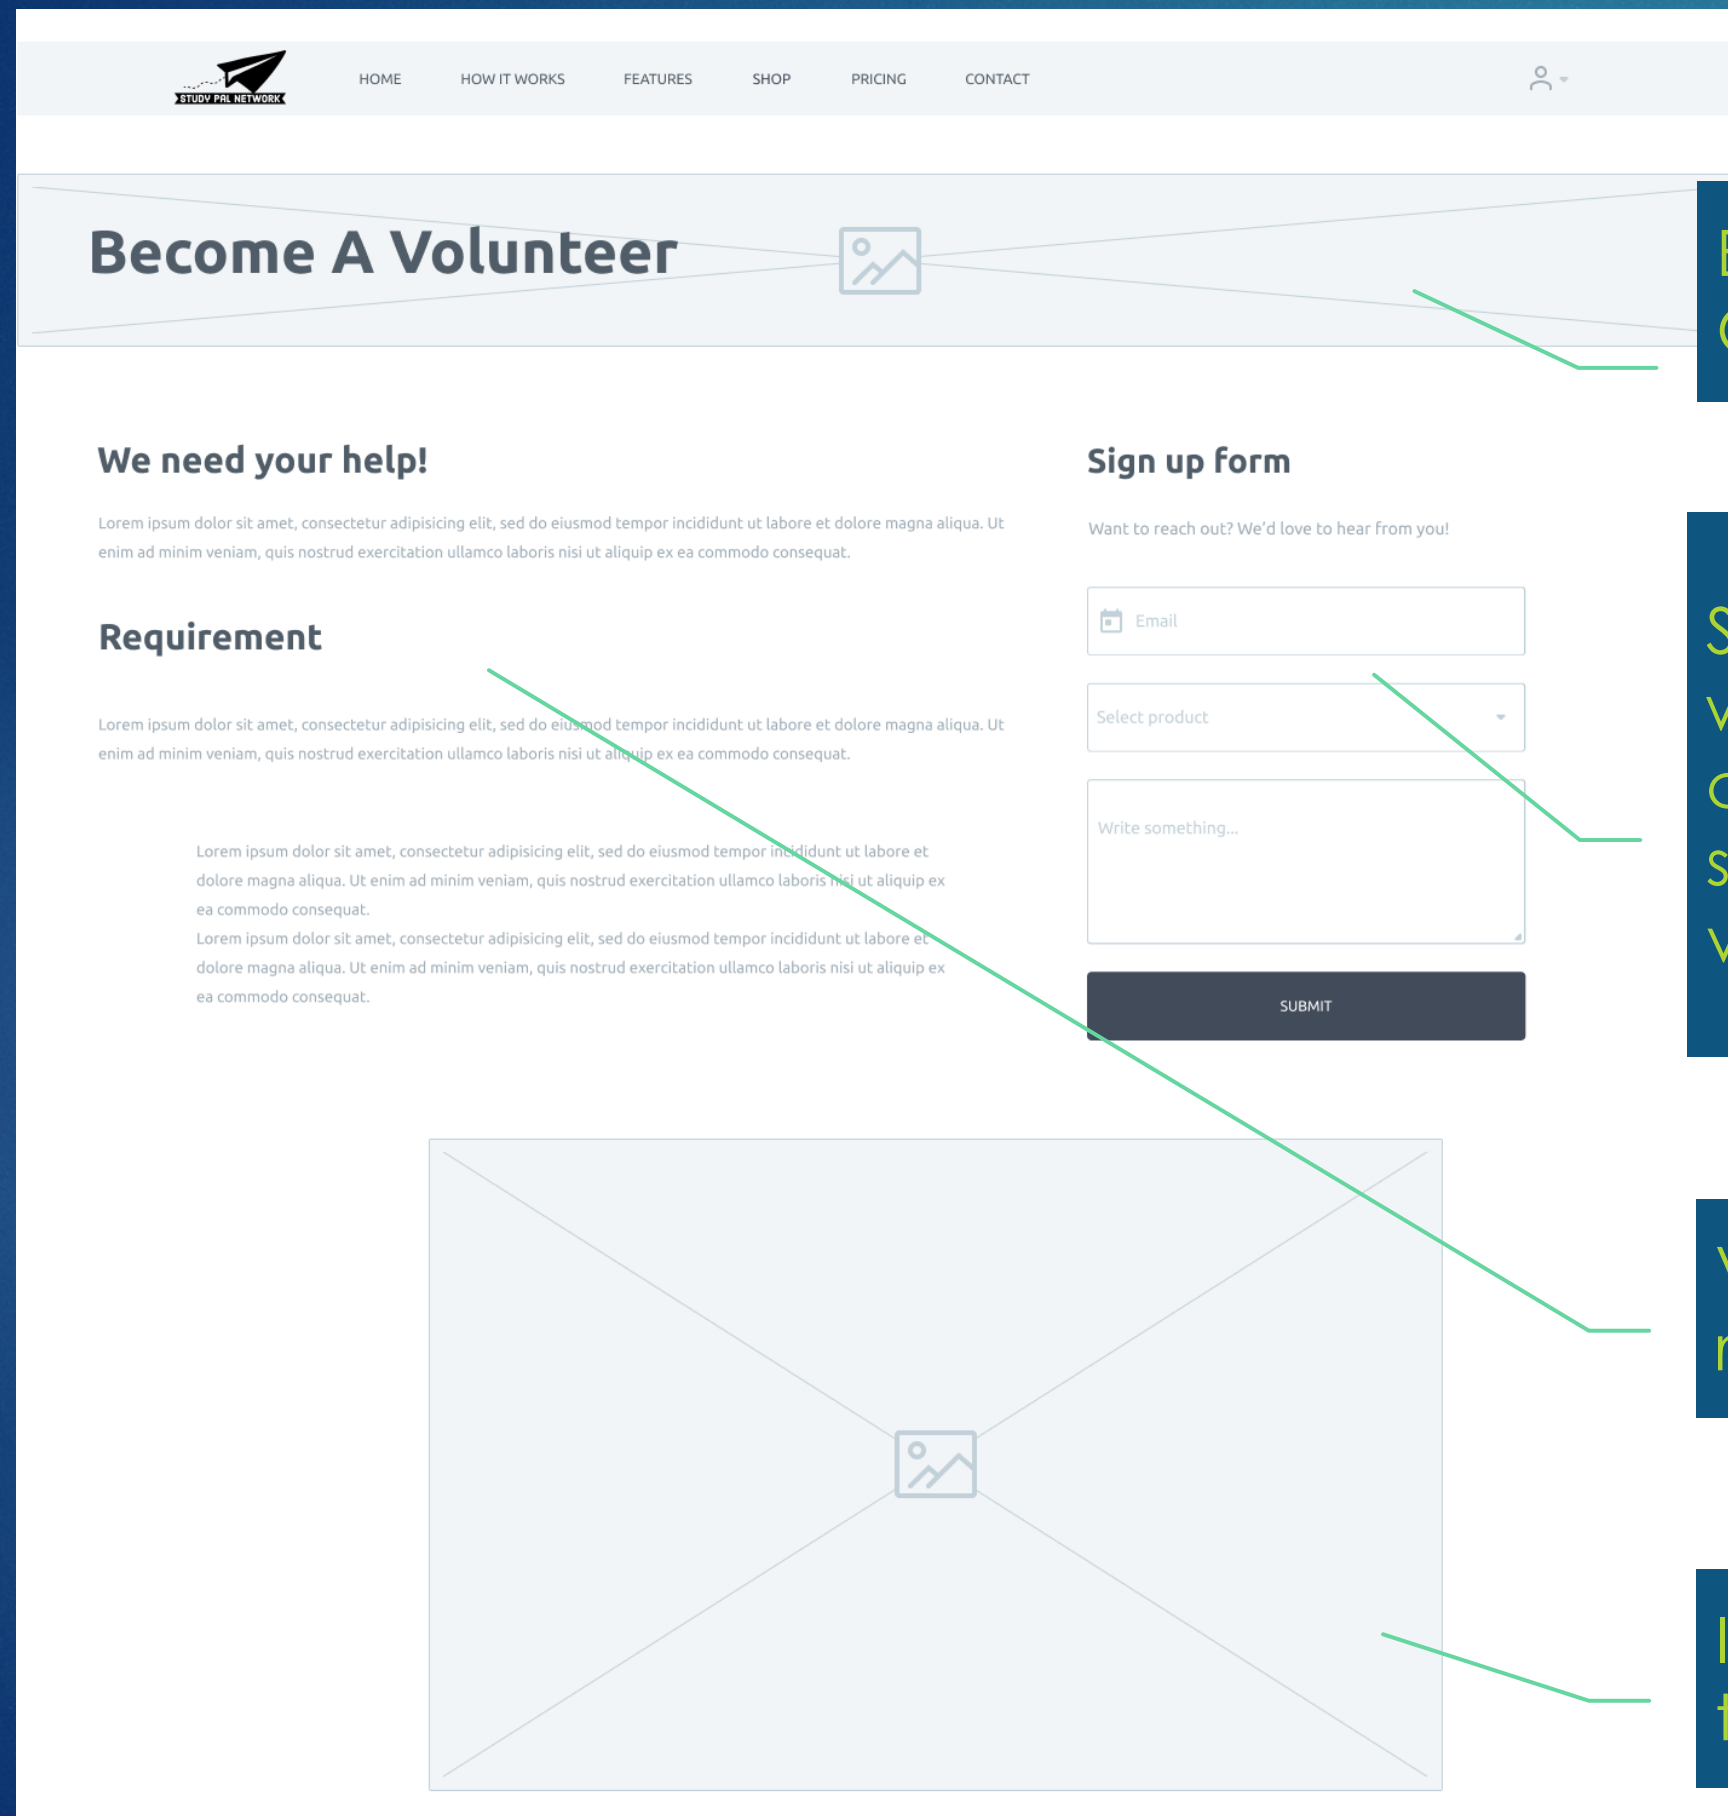 STUDY PAL NETWORK
HOME HOW IT WORKS FEATURES SHOP PRICING CONTACT
Become A Volunteer
We need your help!
Lorem ipsum dolor sit amet, consectetur adipisicing elit, sed do eiusmod tempor incididunt ut labore et dolore magna aliqua. Ut
enim ad minim veniam, quis nostrud exercitation ullamco laboris nisi ut aliquip ex ea commodo consequat.
Requirement
Lorem ipsum dolor sit amet, consectetur adipisicing elit, sed do eiusmod tempor incididunt ut labore et dolore magna aliqua. Ut
enim ad minim veniam, quis nostrud exercitation ullamco laboris nisi ut aliquip ex ea commodo consequat.
Lorem ipsum dolor sit amet, consectetur adipisicing elit, sed do eiusmod tempor incididunt ut labore et
dolore magna aliqua. Ut enim ad minim veniam, quis nostrud exercitation ullamco laboris nisi ut aliquip ex
ea commodo consequat.
Lorem ipsum dolor sit amet, consectetur adipisicing elit, sed do eiusmod tempor incididunt ut labore et
dolore magna aliqua. Ut enim ad minim veniam, quis nostrud exercitation ullamco laboris nisi ut aliquip ex
ea commodo consequat.
Sign up form
Want to reach out? We'd love to hear from you!
Email
Select product
Write something...
SUBMIT